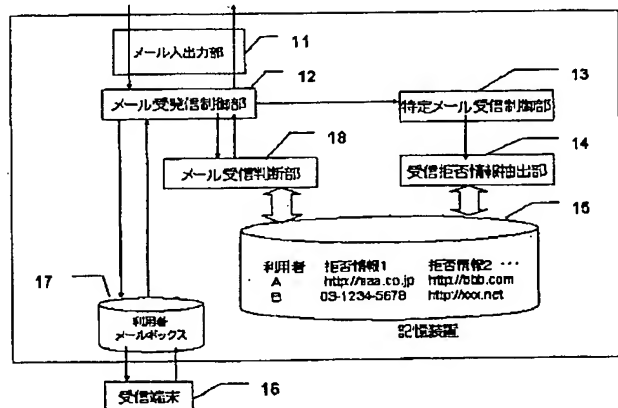 メール入出力部
11
12
メール受発信制御部
13
特定メール受信制御部
18
14
メール受信判断部
受信拒否情報抽出部
15
利用者 拒否情報1 拒否情報2 ・・・
A http://aaa.co.jp http://bbb.com
B 03-1234-5678 http://xxx.net
17
利用者
メールボックス
記憶装置
16
受信端末